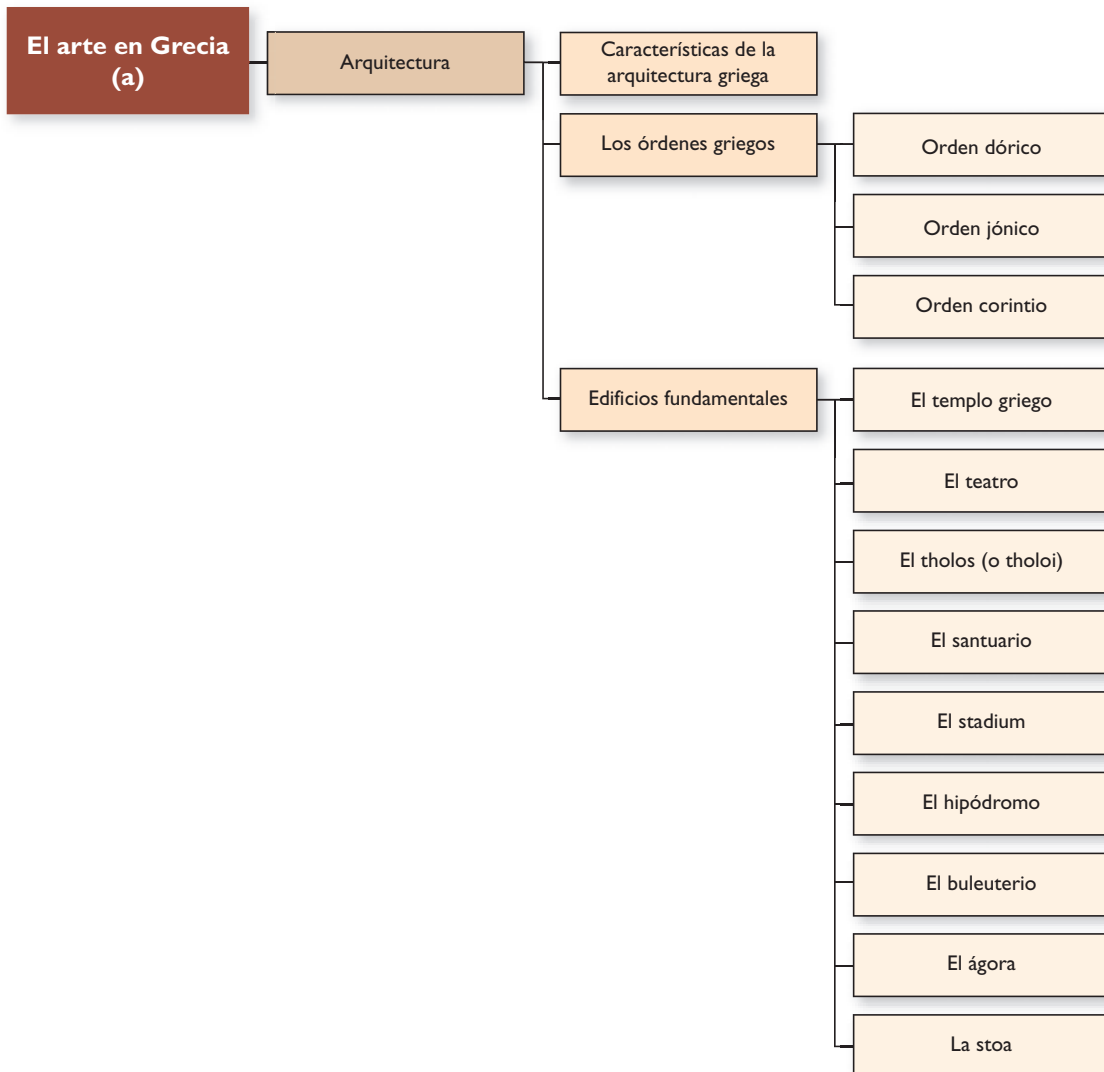 El arte en Grecia
(a)
Arquitectura
Características de la
arquitectura griega
Los órdenes griegos
Orden dórico
Orden jónico
Orden corintio
Edificios fundamentales
El templo griego
El teatro
El tholos (o tholoi)
El santuario
El stadium
El hipódromo
El buleuterio
El ágora
La stoa